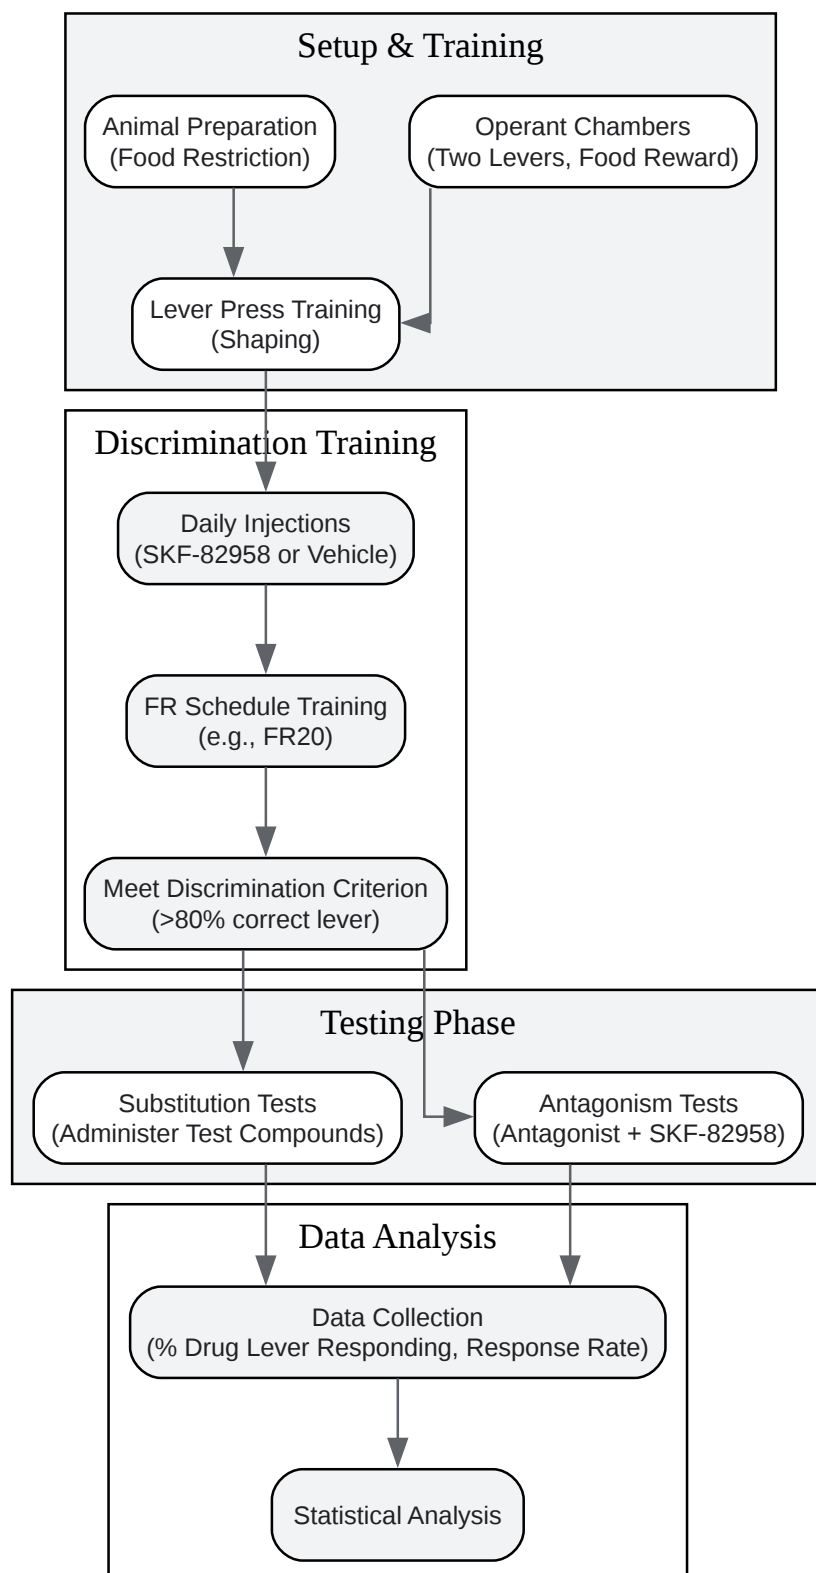 Setup & Training
Animal Preparation
(Food Restriction)
Operant Chambers
(Two Levers, Food Reward)
Lever Press Training
(Shaping)
Discrimination Training
Daily Injections
(SKF-82958 or Vehicle)
FR Schedule Training
(e.g., FR20)
Meet Discrimination Criterion
(>80% correct lever)
Testing Phase
Substitution Tests
(Administer Test Compounds)
Antagonism Tests
(Antagonist + SKF-82958)
Data Analysis
Data Collection
(% Drug Lever Responding, Response Rate)
Statistical Analysis